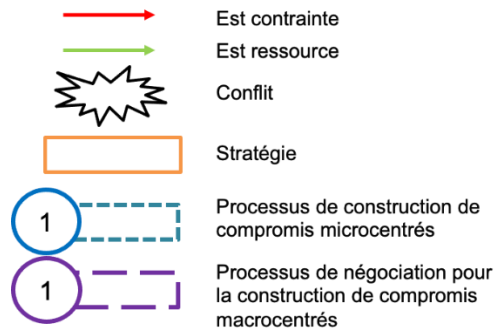 Est contrainte
Est ressource
Conflit
Stratégie
1
Processus de construction de
compromis microcentrés
1
Processus de négociation pour
la construction de compromis
macrocentrés